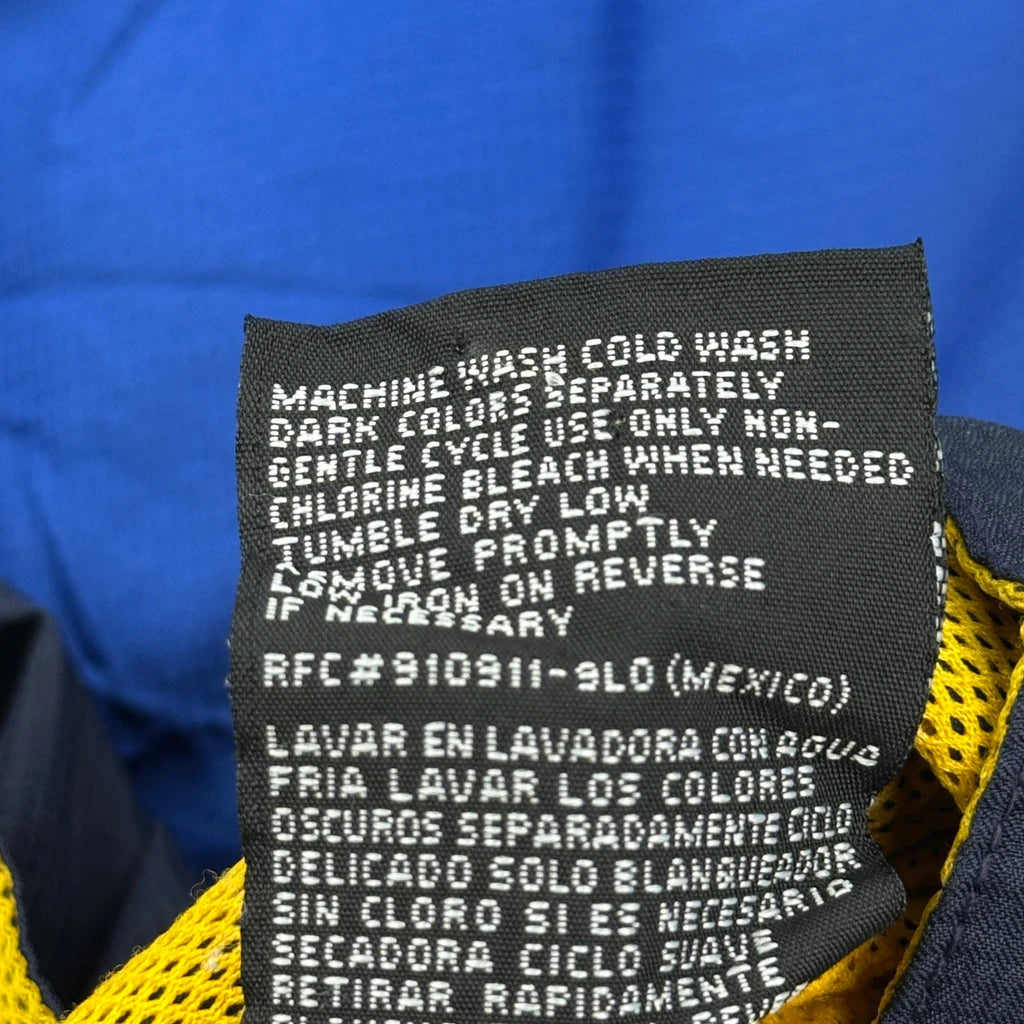 MACHINE WASH COLD WASH
DARK COLORS SEPARATELY
GENTLE CYCLE USE ONLY NON-
CHLORINE BLEACH WHEN NEEDED
TUMBLE DRY LOW
MOVE PROMPTLY
LOW IRON ON REVERSE
IF NECESSARY
RFC#910911-9L0 (MEXICO)
LAVAR EN LAVADORA CON AGUA
FRIA LAVAR LOS COLORES
OSCUROS SEPARADAMENTE CICLO
DELICADO SOLO BLANQUEADOR
SIN CLORO SI ES NECESARIO
SECADORA CICLO SUAVE
RETIRAR RAPIDAMENTE